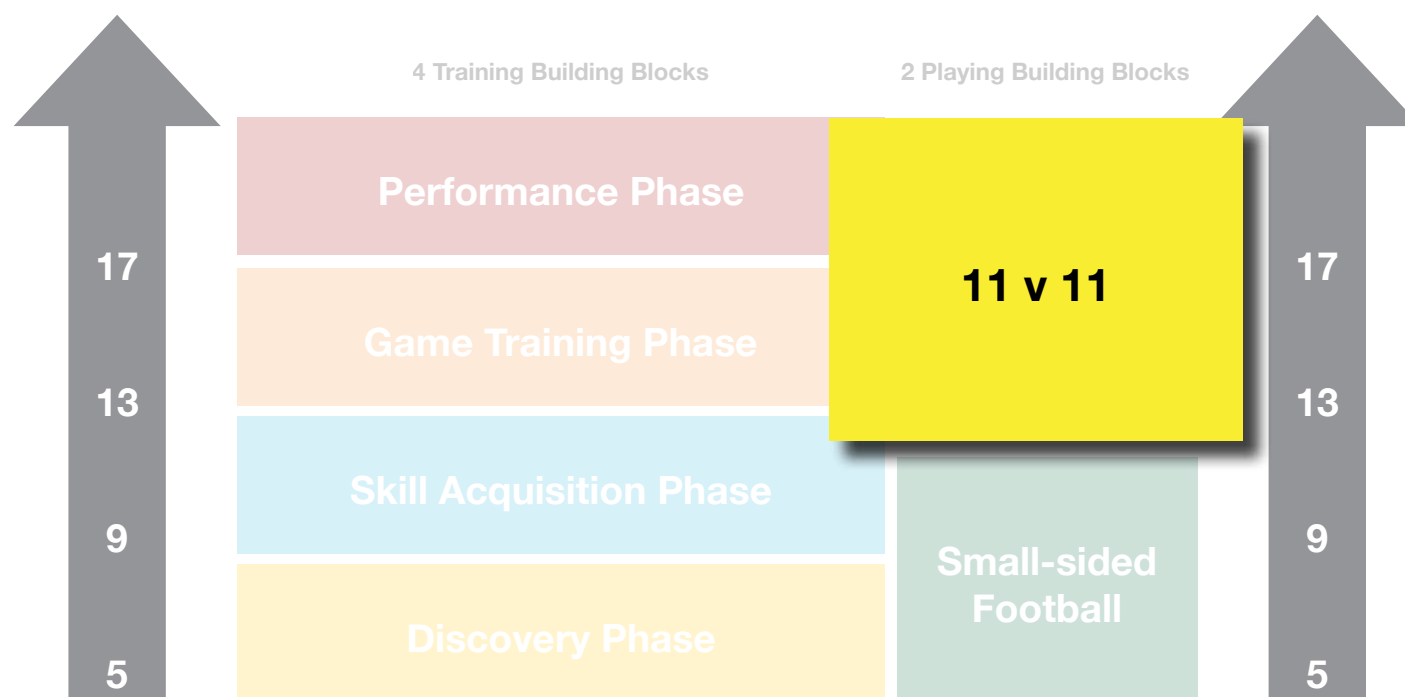 4 Training Building Blocks
2 Playing Building Blocks
Performance Phase
11 v 11
17
17
Game Training Phase
13
13
Skill Acquisition Phase
9
9
Small-sided
Football
Discovery Phase
5
5